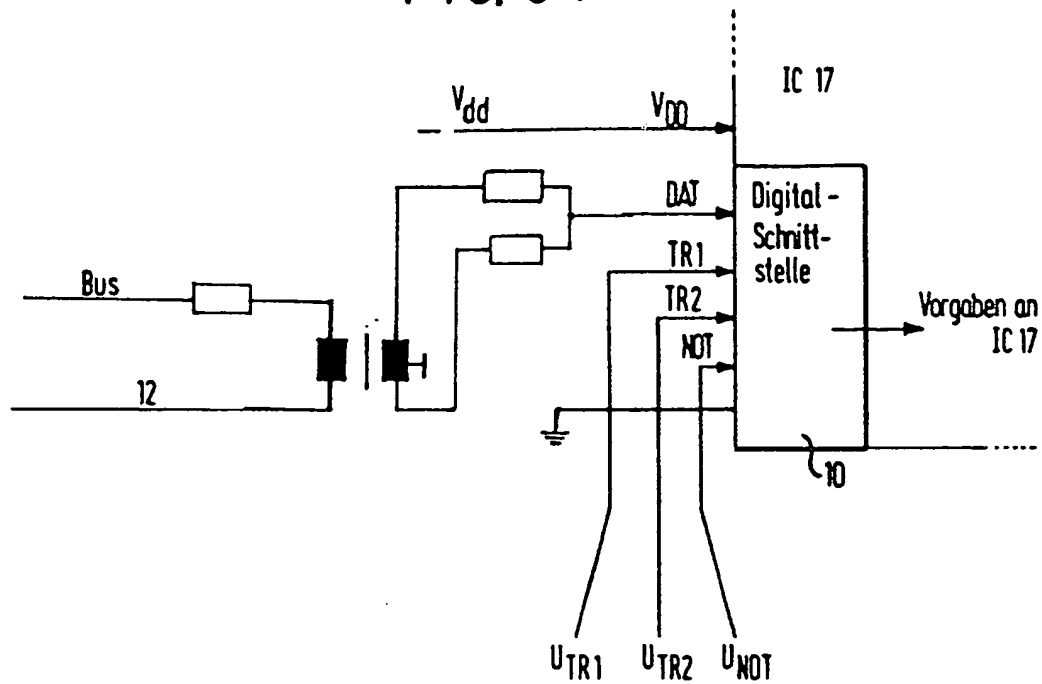 IC 17
Vdd
VDD
DAT
Digital-
Schnitt-
stelle
TR1
Bus
TR2
Vorgaben an
IC 17
NOT
12
10
UTR1
UTR2
UNOT